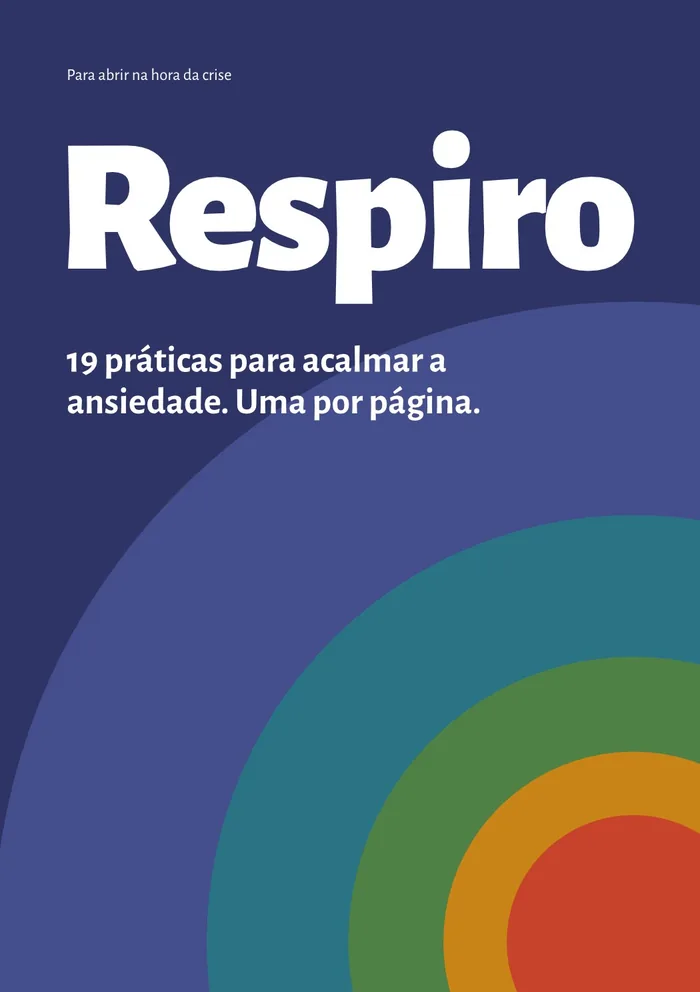 Para abrir na hora da crise
Respiro
19 práticas para acalmar a
ansiedade. Uma por página.